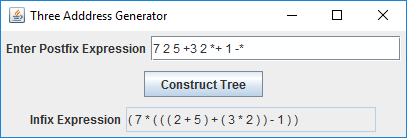 Three Adddress Generator
Enter Postfix Expression 7 2 5 +3 2 *+ 1 -*
Construct Tree
Infix Expression ( 7 * ( ( ( 2 + 5 ) + ( 3 * 2 ) ) - 1 ) )